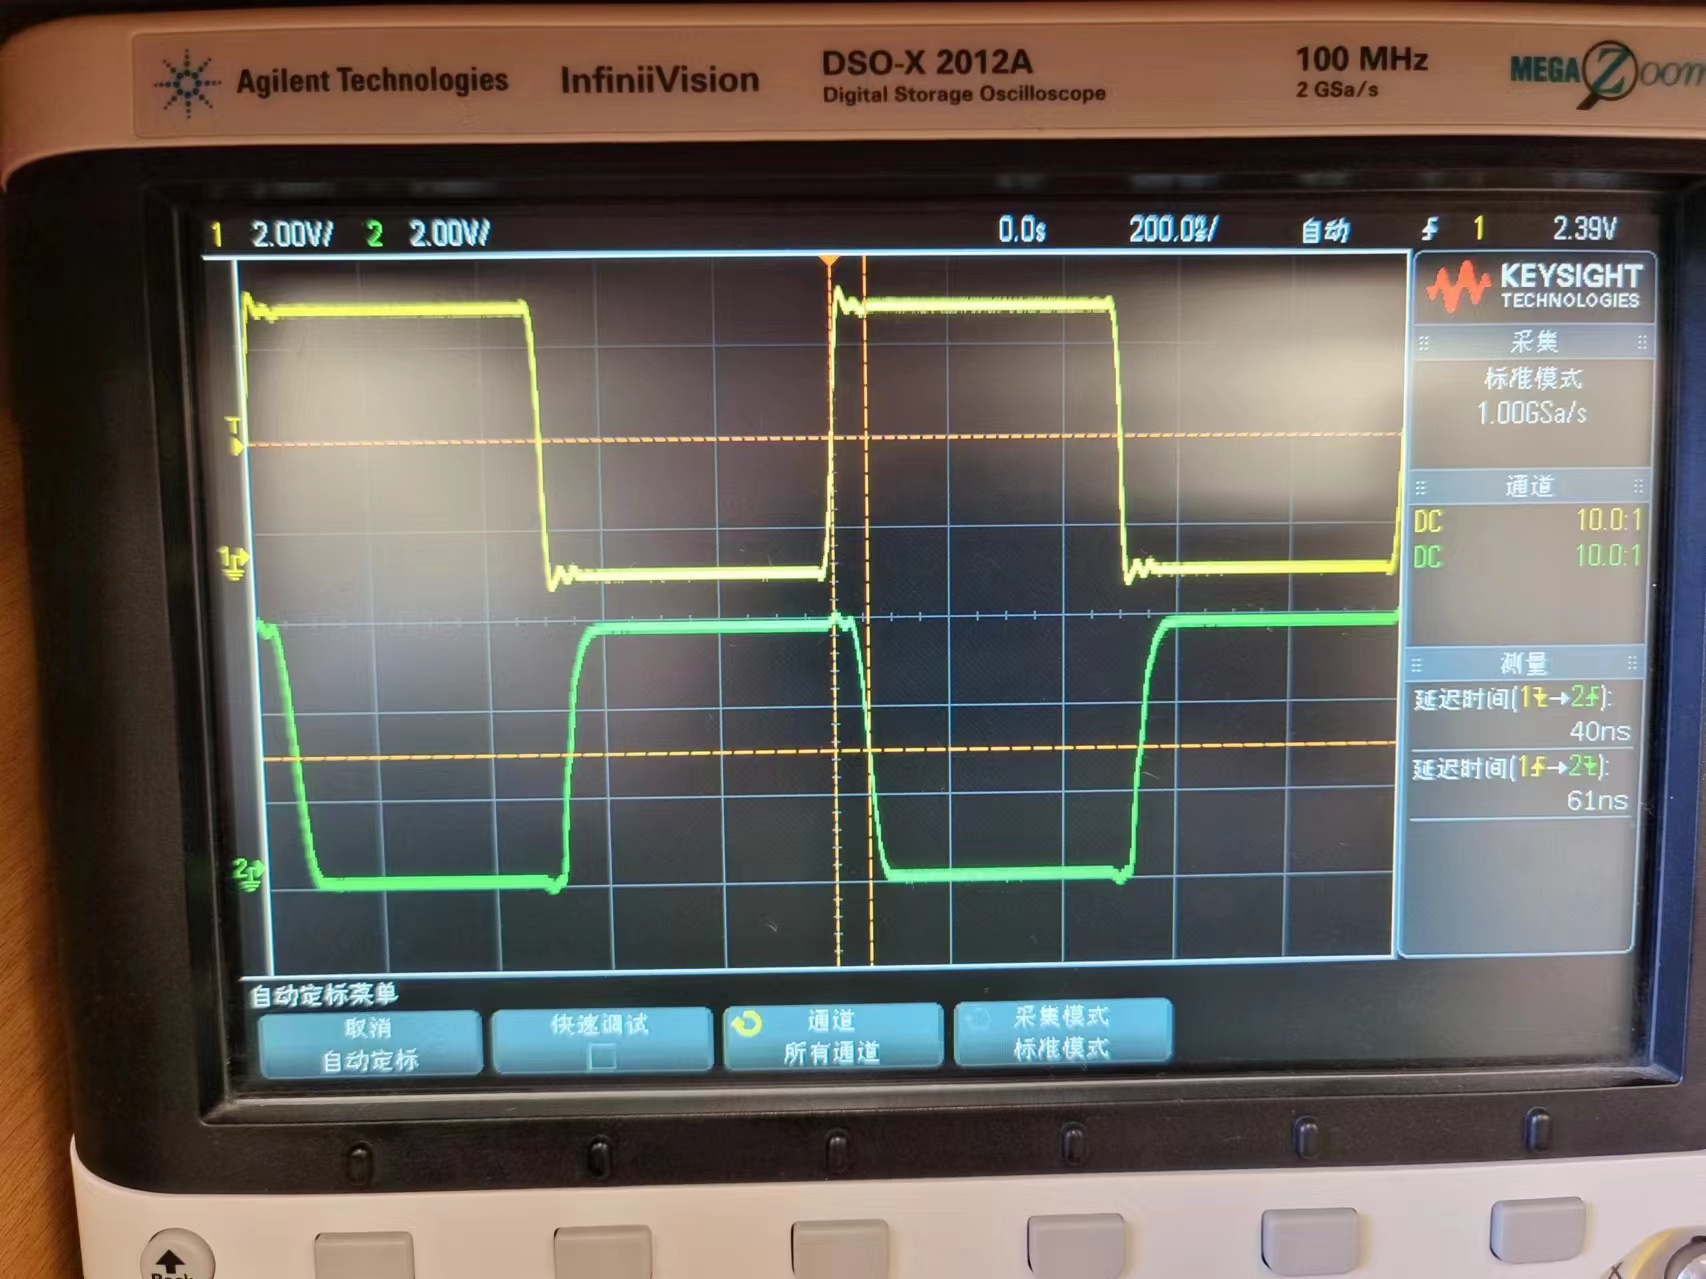 Agilent Technologies InfiniiVision DSO-X 2012A 100 MHz MEGA Zoom
Digital Storage Oscilloscope 2 GSa/s
1 2.00V/ 2 2.00V/ 0.0s 200.0ns/ 自动 1 2.39V
KEYSIGHT
TECHNOLOGIES
采集
标准模式
1.00GSa/s
通道
DC 10.0:1
DC 10.0:1
测量
延迟时间(1→2):
40ns
延迟时间(1→2):
61ns
T
1
2
自动定标菜单
取消
自动定标
快速调试
通道
所有通道
采集模式
标准模式
Back